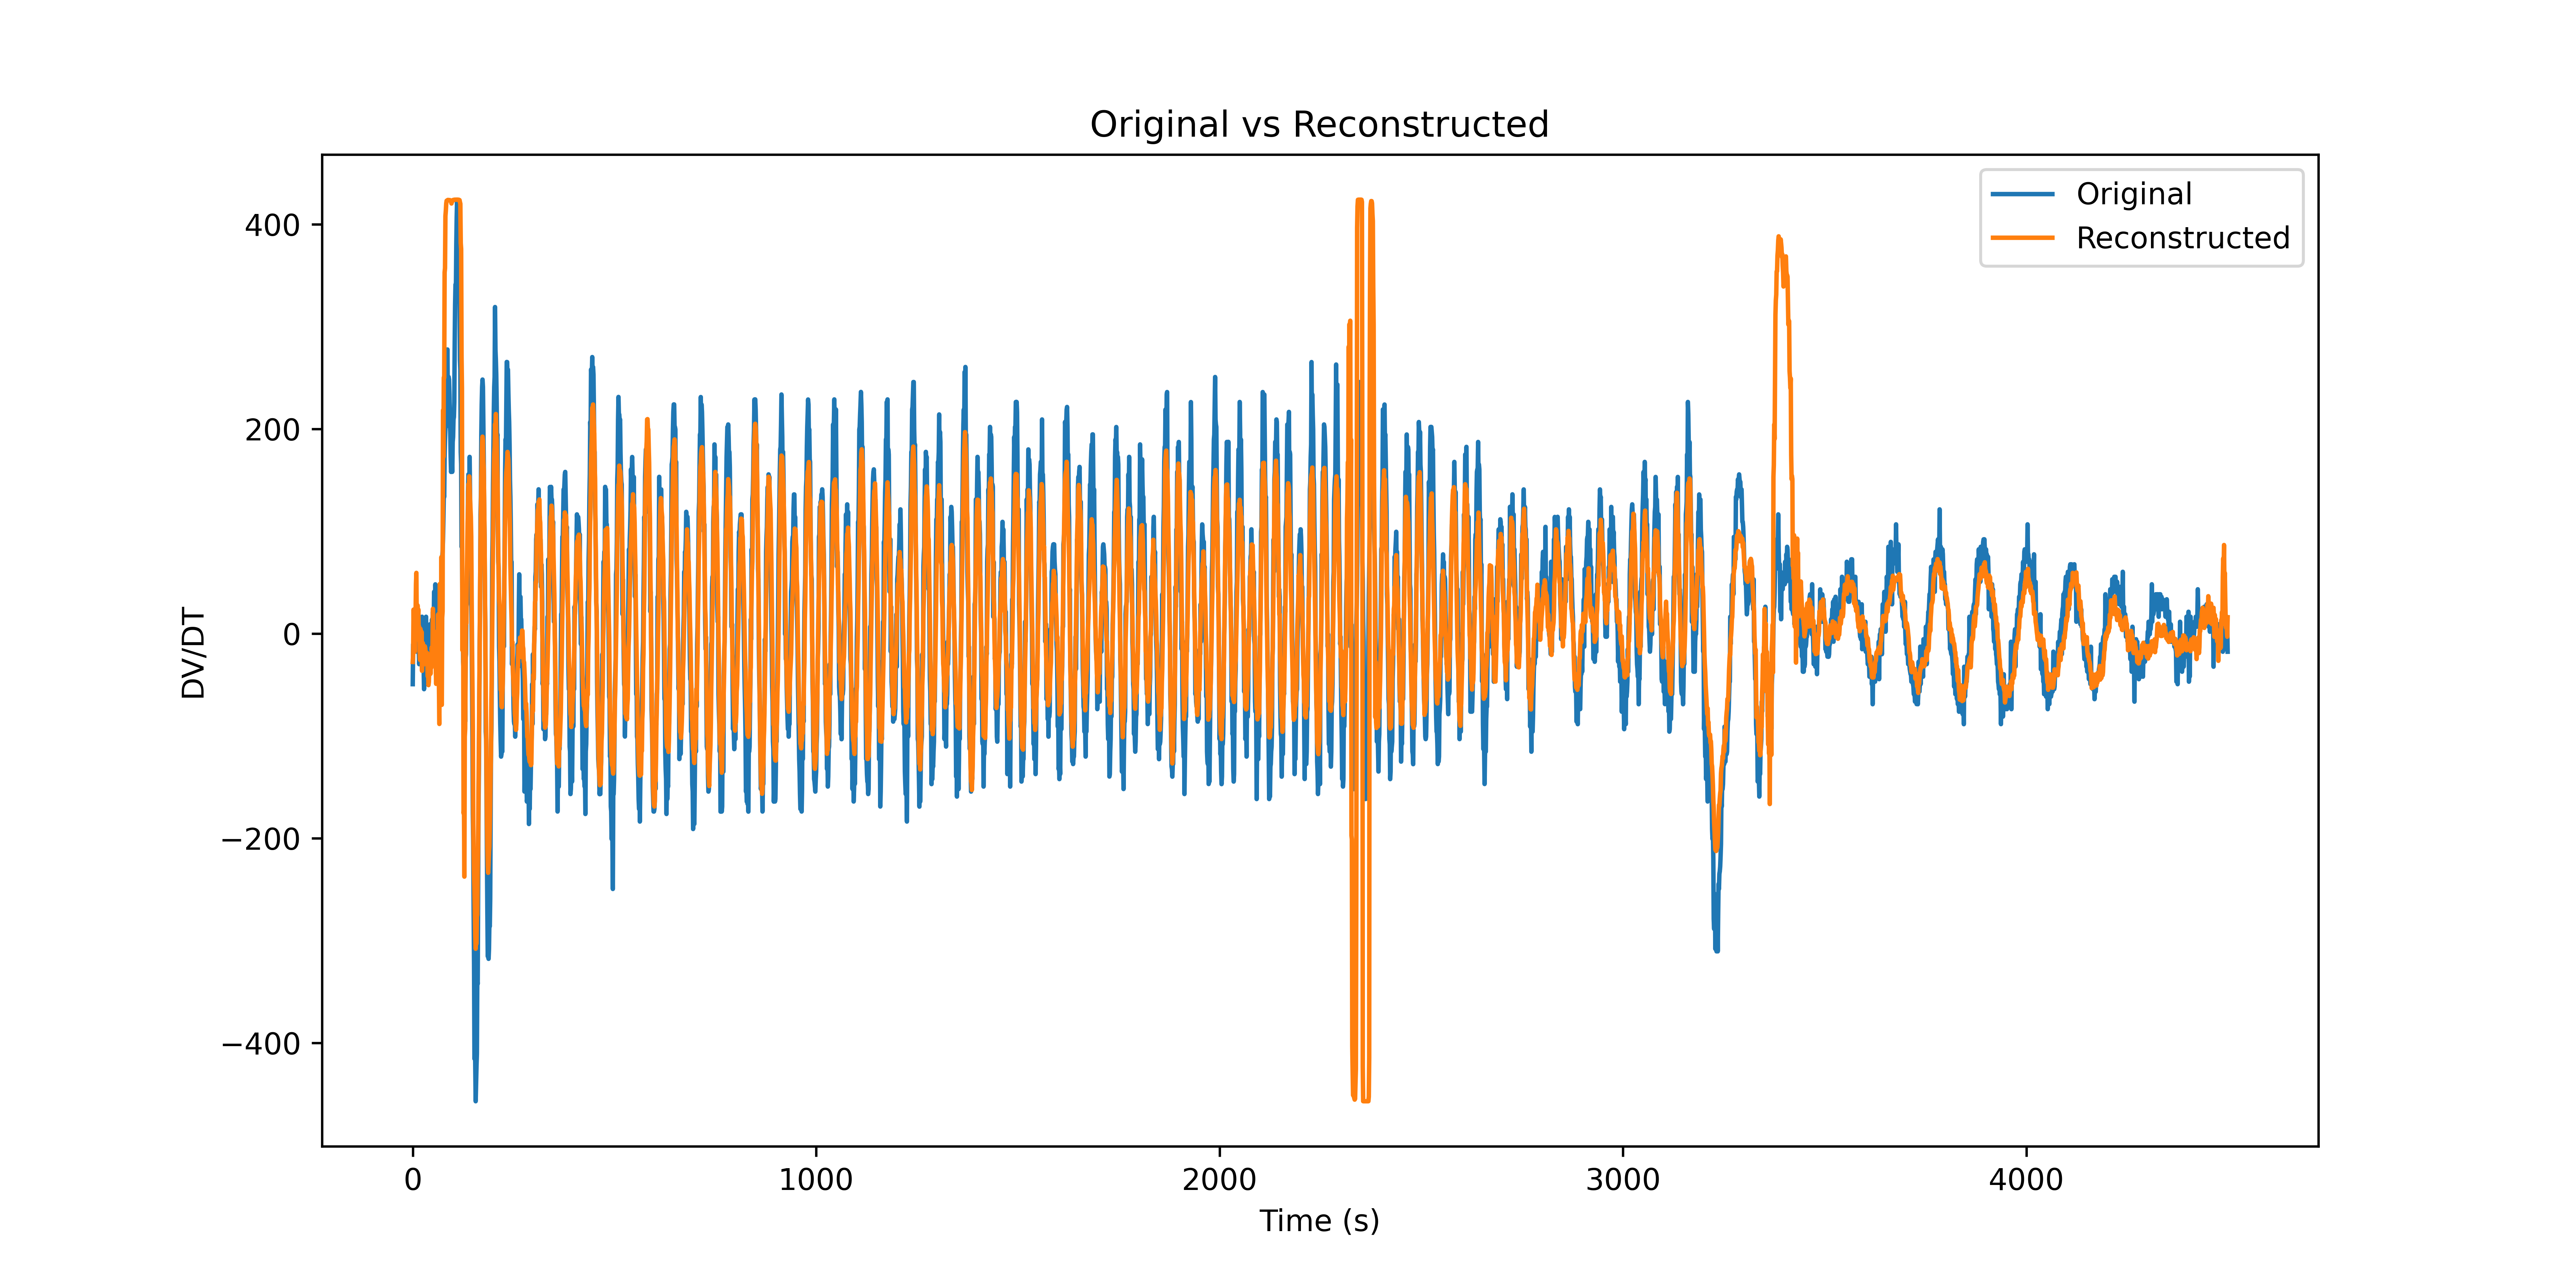 Original vs Reconstructed
Original
Reconstructed
DV/DT
400
200
0
−200
−400
0 1000 2000 3000 4000
Time (s)